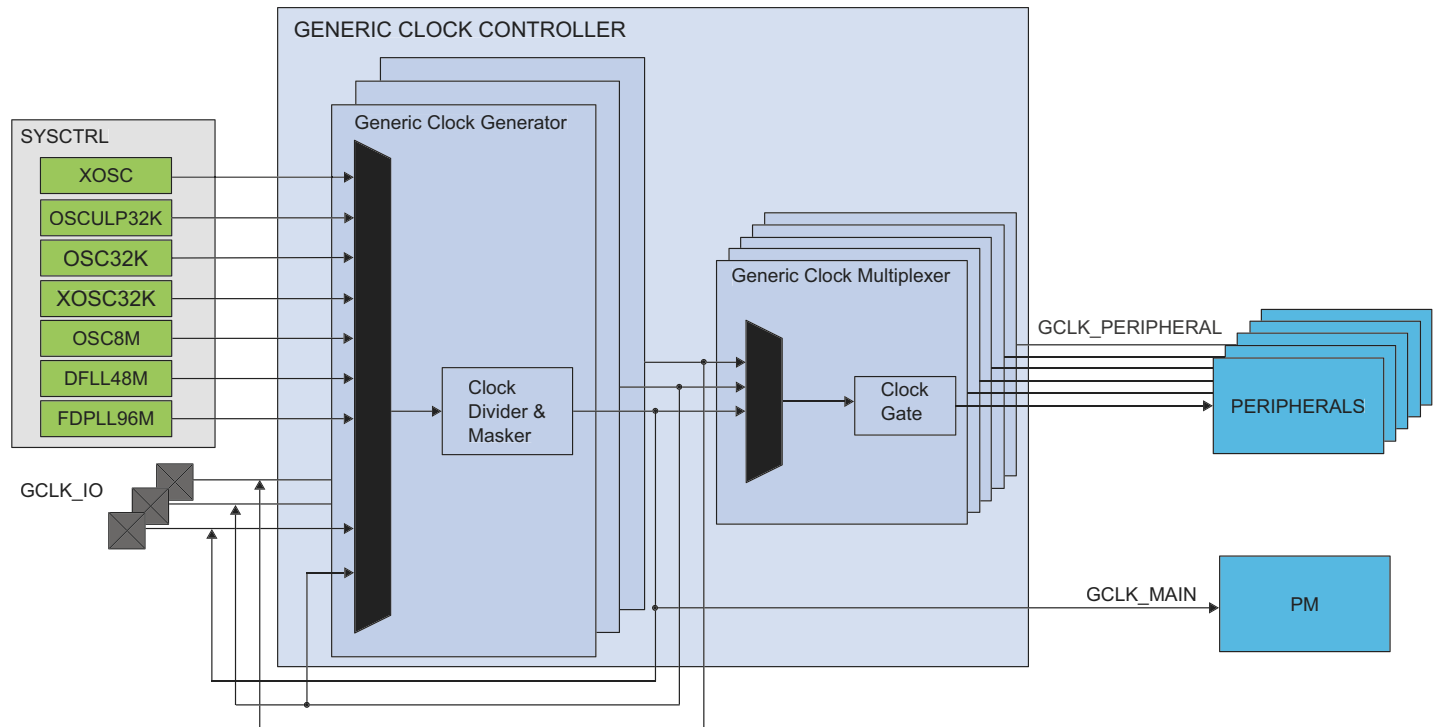 GENERIC CLOCK CONTROLLER
Generic Clock Generator
SYSCTRL
XOSC
OSCULP32K
OSC32K
XOSC32K
OSC8M
DFLL48M
FDPLL96M
GCLK_IO
Clock
Divider &
Masker
Generic Clock Multiplexer
Clock
Gate
GCLK_PERIPHERAL
PERIPHERALS
GCLK_MAIN
PM